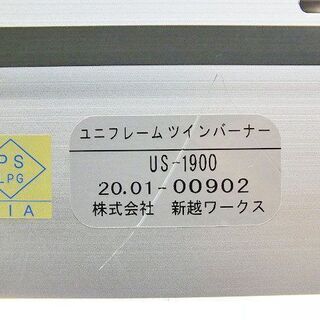 ユニフレームツインバーナー
US-1900
20.01-00902
株式会社 新越ワークス
PS
LPG
IA